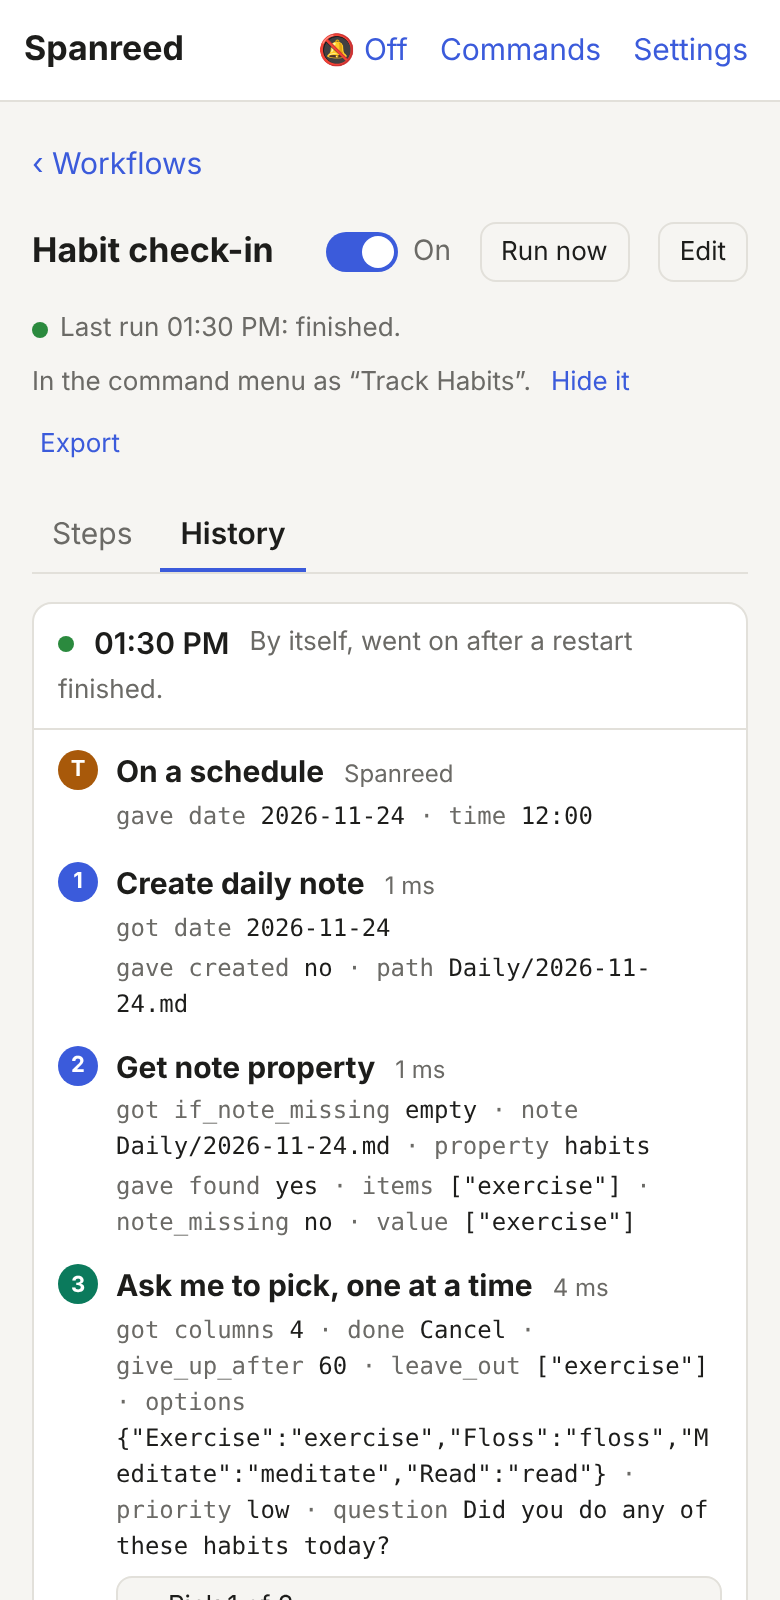 Spanreed
Off Commands Settings
‹ Workflows
Habit check-in On Run now Edit
Last run 01:30 PM: finished.
In the command menu as “Track Habits”. Hide it
Export
Steps History
01:30 PM By itself, went on after a restart
finished.
T On a schedule Spanreed
gave date 2026-11-24 · time 12:00
1 Create daily note 1 ms
got date 2026-11-24
gave created no · path Daily/2026-11-
24.md
2 Get note property 1 ms
got if_note_missing empty · note
Daily/2026-11-24.md · property habits
gave found yes · items ["exercise"] ·
note_missing no · value ["exercise"]
3 Ask me to pick, one at a time 4 ms
got columns 4 · done Cancel ·
give_up_after 60 · leave_out ["exercise"]
· options
{"Exercise":"exercise","Floss":"floss","M
editate":"meditate","Read":"read"} ·
priority low · question Did you do any of
these habits today?